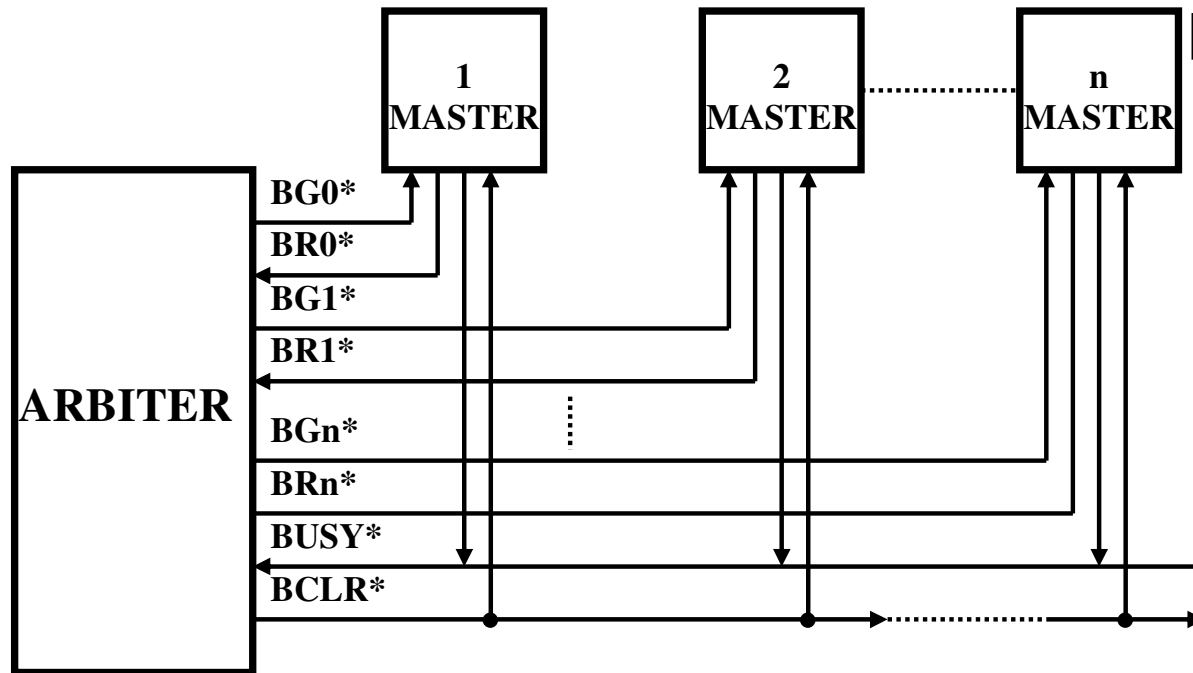 1
MASTER
2
MASTER
n
MASTER
BG0*
BR0*
BG1*
BR1*
ARBITER
BGn*
BRn*
BUSY*
BCLR*